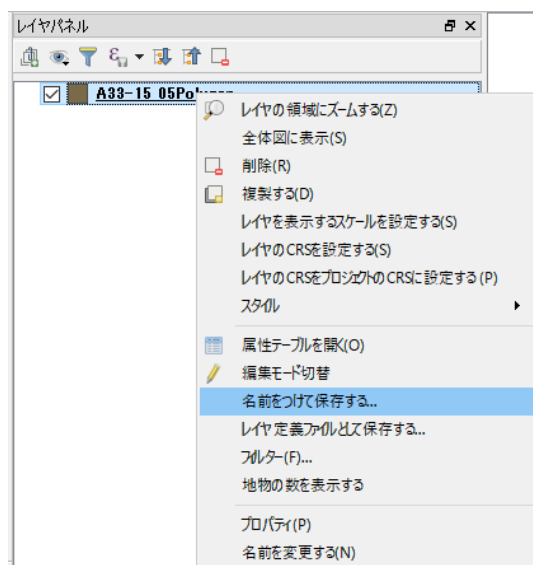 レイヤパネル
A33-15_05Polygon
レイヤの領域にズームする(Z)
全体図に表示(S)
削除(R)
複製する(D)
レイヤを表示するスケールを設定する(S)
レイヤのCRSを設定する(S)
レイヤのCRSをプロジェクトのCRSに設定する(P)
スタイル
属性テーブルを開く(O)
編集モード切替
名前をつけて保存する...
レイヤ定義ファイルとして保存する...
フィルター(F)...
地物の数を表示する
プロパティ(P)
名前を変更する(N)